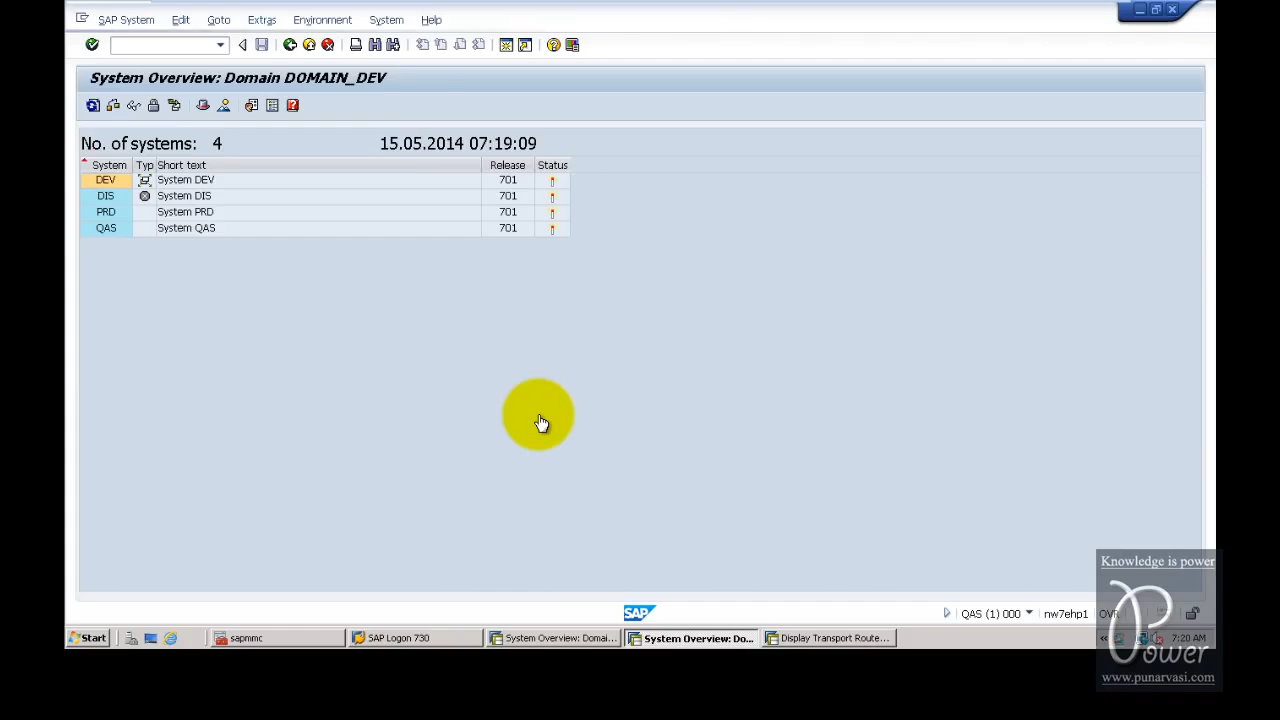 SAP System Edit Goto Extras Environment System Help
System Overview: Domain DOMAIN_DEV
No. of systems: 4 15.05.2014 07:19:09
System Typ Short text Release Status
DEV System DEV 701
DIS System DIS 701
PRD System PRD 701
QAS System QAS 701
Knowledge is power
SAP QAS (1) 000 nw7ehp1 OVR
Start sapmmc SAP Logon 730 System Overview: Domai... System Overview: Do... Display Transport Route... 7:20 AM
Power
www.punarvasi.com